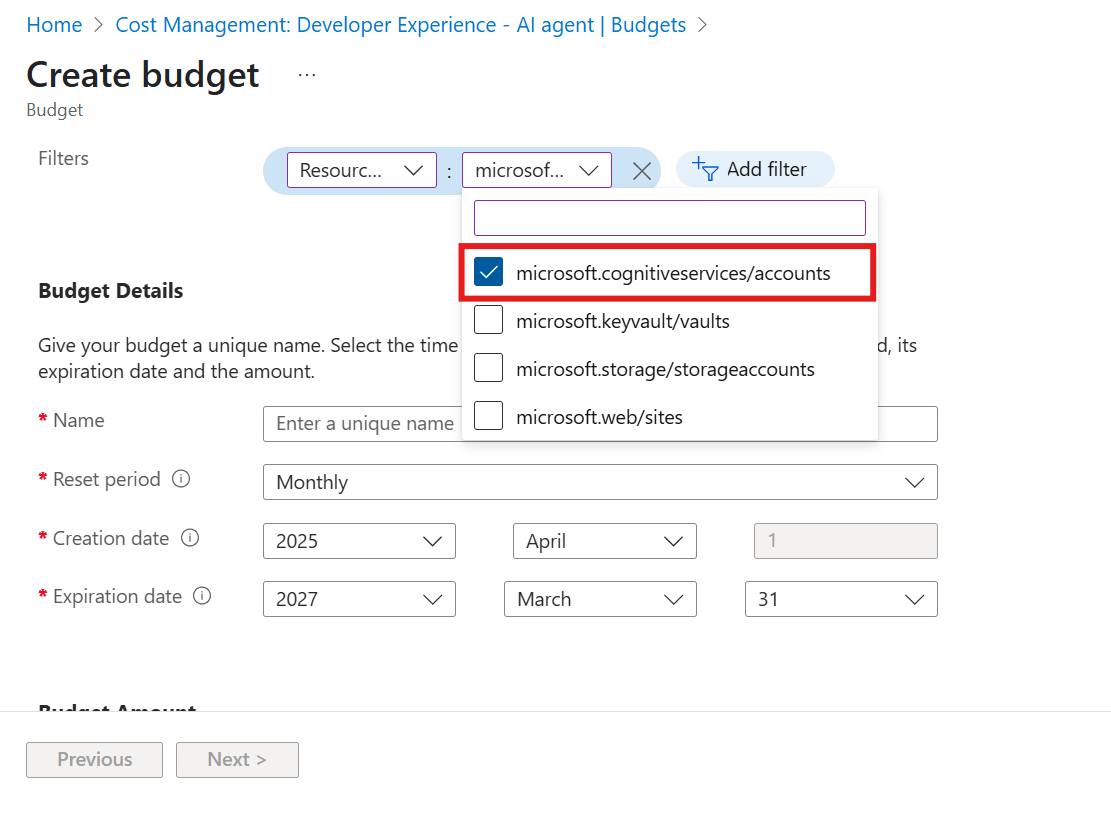 Home > Cost Management: Developer Experience - AI agent | Budgets >
Create budget ...
Budget
Filters Resourc... : microsof... Add filter
microsoft.cognitiveservices/accounts
microsoft.keyvault/vaults
microsoft.storage/storageaccounts
microsoft.web/sites
Budget Details
Give your budget a unique name. Select the time d, its
expiration date and the amount.
* Name Enter a unique name
* Reset period Monthly
* Creation date 2025 April 1
* Expiration date 2027 March 31
Budget Amount
Previous Next >